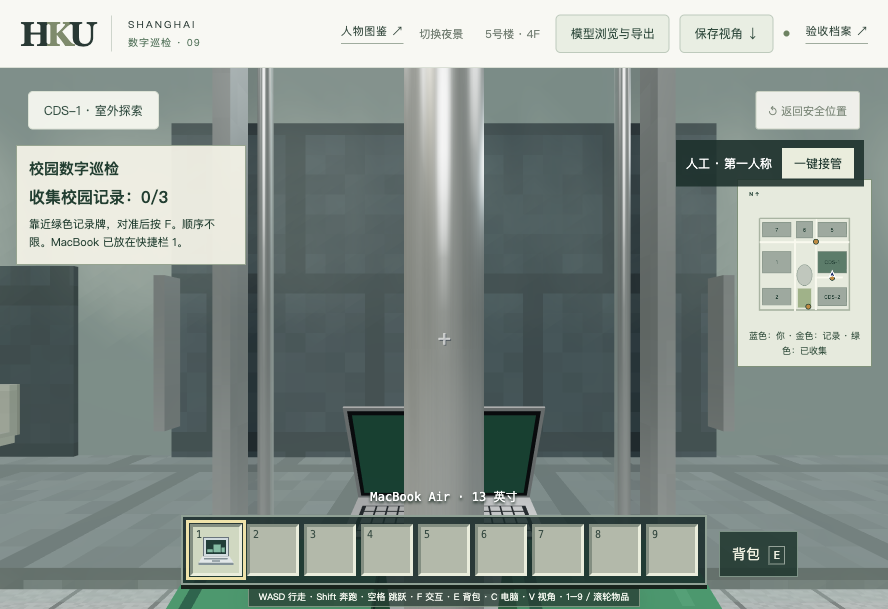 HKU
SHANGHAI
数字巡检 · 09
人物图鉴 ↗
切换夜景
5号楼 · 4F
模型浏览与导出
保存视角 ↓
验收档案 ↗
CDS-1 · 室外探索
返回安全位置
校园数字巡检
收集校园记录：0/3
靠近绿色记录牌，对准后按 F。顺序不
限。MacBook 已放在快捷栏 1。
人工 · 第一人称
一键接管
N↑
7
6
5
1
2
CDS-2
蓝色：你 · 金色：记录 · 绿
色：已收集
MacBook Air · 13 英寸
1
2
3
4
5
6
7
8
9
背包 E
WASD 行走 · Shift 奔跑 · 空格 跳跃 · F 交互 · E 背包 · C 电脑 · V 视角 · 1–9 / 滚轮物品